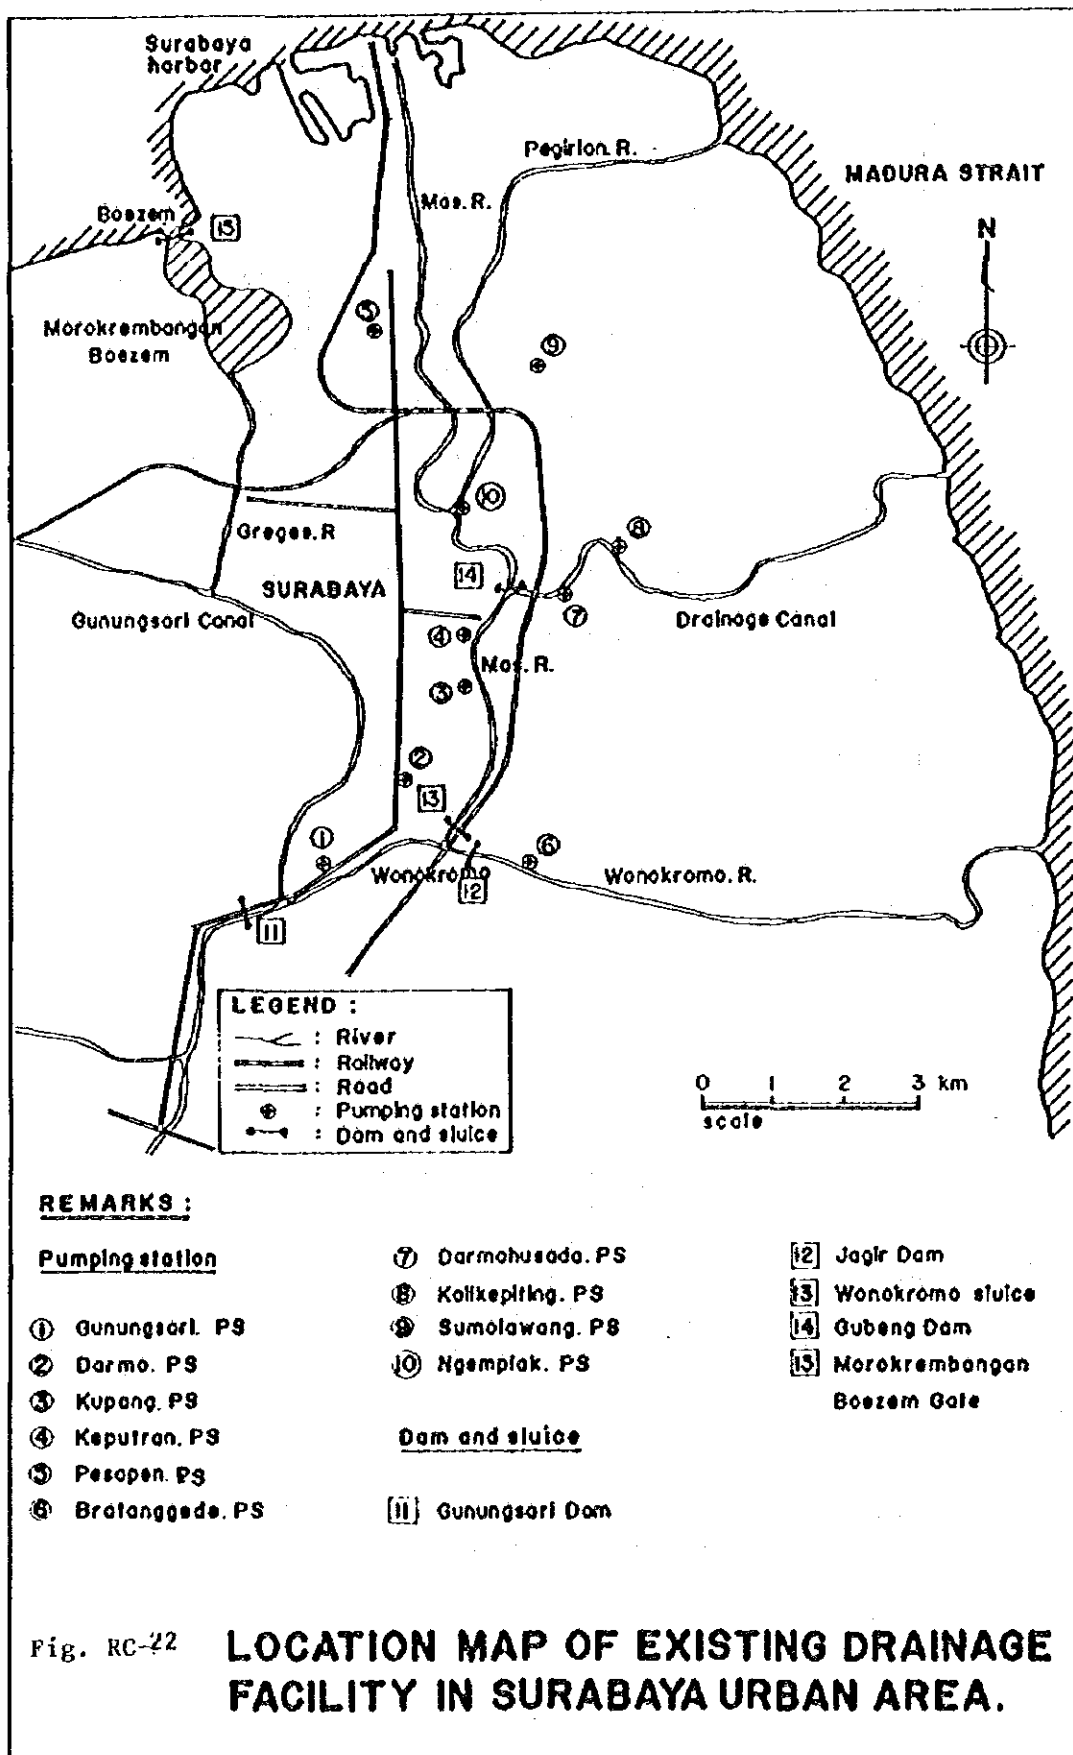 Surabaya
harbor
Pegirian R.
MADURA STRAIT
Mas. R.
N
Boezem
15
5
Morokrembangan
Boezem
9
10
8
Greges. R
14
SURABAYA
7
Gunungsari Canal
Drainage Canal
4
Mas. R.
3
2
13
1
6
Wonokromo
12
Wonokromo. R.
11
LEGEND :
: River
: Railway
: Road
: Pumping station
: Dam and sluice
0 1 2 3 km
scale
REMARKS :
Pumping station
1 Gunungsari. PS
2 Darmo. PS
3 Kupang. PS
4 Keputran. PS
5 Pesapen. PS
6 Bratanggede. PS
7 Darmohusada. PS
8 Kalikepiting. PS
9 Simolawang. PS
10 Ngemplak. PS
Dam and sluice
11 Gunungsari Dam
12 Jagir Dam
13 Wonokromo sluice
14 Gubeng Dam
15 Morokrembangan
Boezem Gate
Fig. RC-22
LOCATION MAP OF EXISTING DRAINAGE
FACILITY IN SURABAYA URBAN AREA.